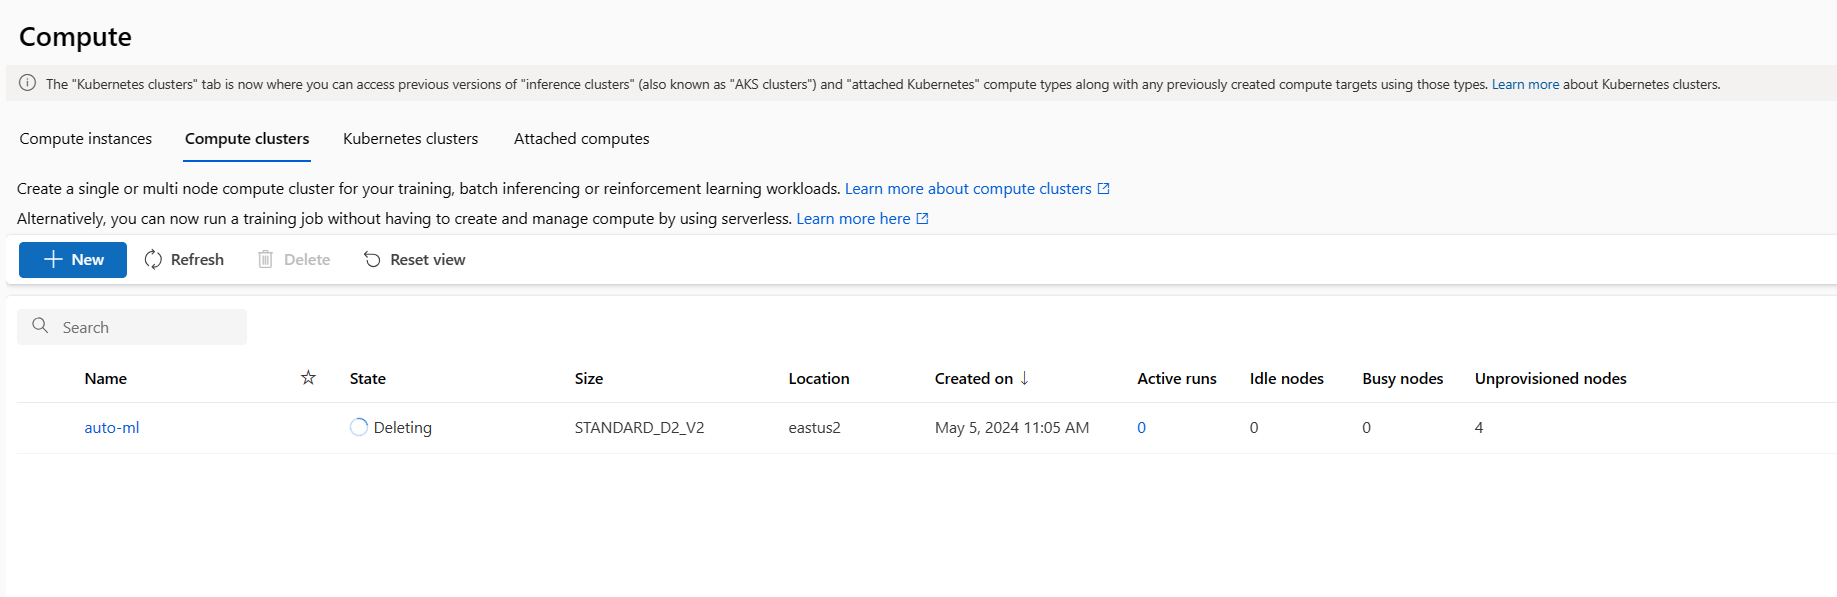 Compute
The "Kubernetes clusters" tab is now where you can access previous versions of "inference clusters" (also known as "AKS clusters") and "attached Kubernetes" compute types along with any previously created compute targets using those types. Learn more about Kubernetes clusters.
Compute instances Compute clusters Kubernetes clusters Attached computes
Create a single or multi node compute cluster for your training, batch inferencing or reinforcement learning workloads. Learn more about compute clusters
Alternatively, you can now run a training job without having to create and manage compute by using serverless. Learn more here
New Refresh Delete Reset view
Search
Name State Size Location Created on Active runs Idle nodes Busy nodes Unprovisioned nodes
auto-ml Deleting STANDARD_D2_V2 eastus2 May 5, 2024 11:05 AM 0 0 0 4